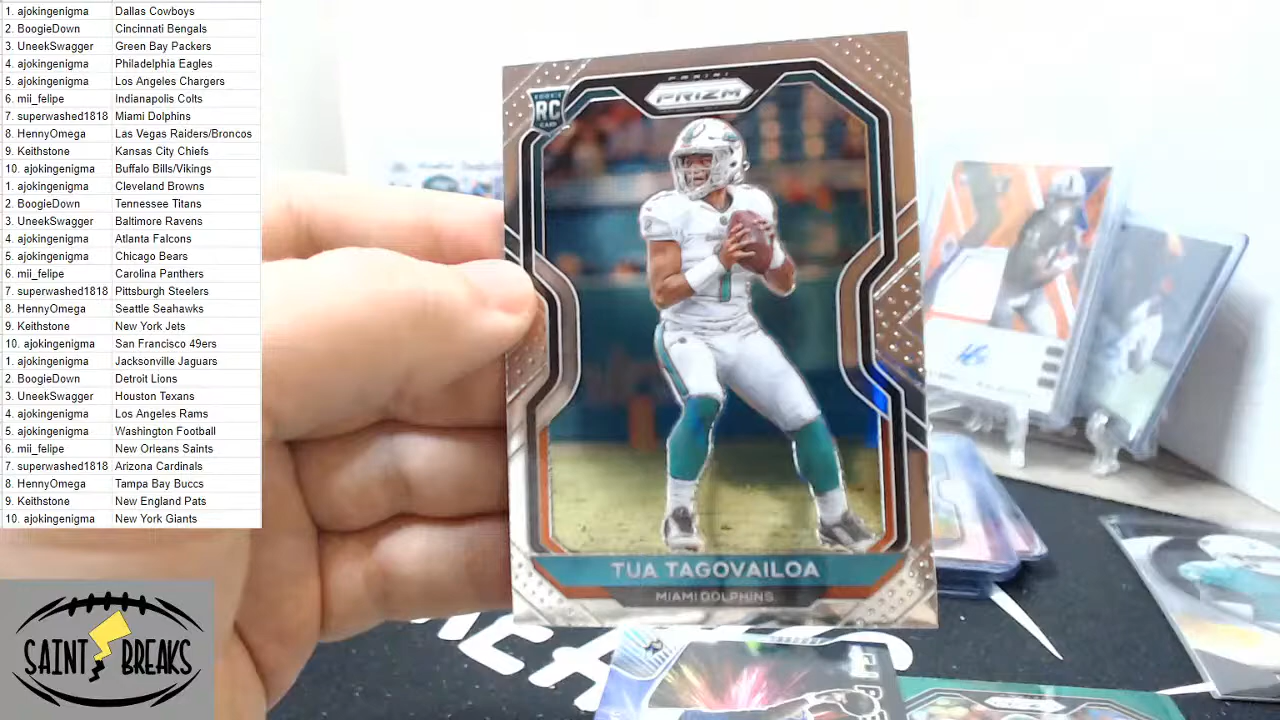 1. ajokingenigma Dallas Cowboys
2. BoogieDown Cincinnati Bengals
3. UneekSwagger Green Bay Packers
4. ajokingenigma Philadelphia Eagles
5. ajokingenigma Los Angeles Chargers
6. mii_felipe Indianapolis Colts
7. superwashed1818 Miami Dolphins
8. HennyOmega Las Vegas Raiders/Broncos
9. Keithstone Kansas City Chiefs
10. ajokingenigma Buffalo Bills/Vikings
1. ajokingenigma Cleveland Browns
2. BoogieDown Tennessee Titans
3. UneekSwagger Baltimore Ravens
4. ajokingenigma Atlanta Falcons
5. ajokingenigma Chicago Bears
6. mii_felipe Carolina Panthers
7. superwashed1818 Pittsburgh Steelers
8. HennyOmega Seattle Seahawks
9. Keithstone New York Jets
10. ajokingenigma San Francisco 49ers
1. ajokingenigma Jacksonville Jaguars
2. BoogieDown Detroit Lions
3. UneekSwagger Houston Texans
4. ajokingenigma Los Angeles Rams
5. ajokingenigma Washington Football
6. mii_felipe New Orleans Saints
7. superwashed1818 Arizona Cardinals
8. HennyOmega Tampa Bay Buccs
9. Keithstone New England Pats
10. ajokingenigma New York Giants
SAINT BREAKS
PANINI
PRIZM
ROOKIE
RC
CARD
1
TUA TAGOVAILOA
MIAMI DOLPHINS